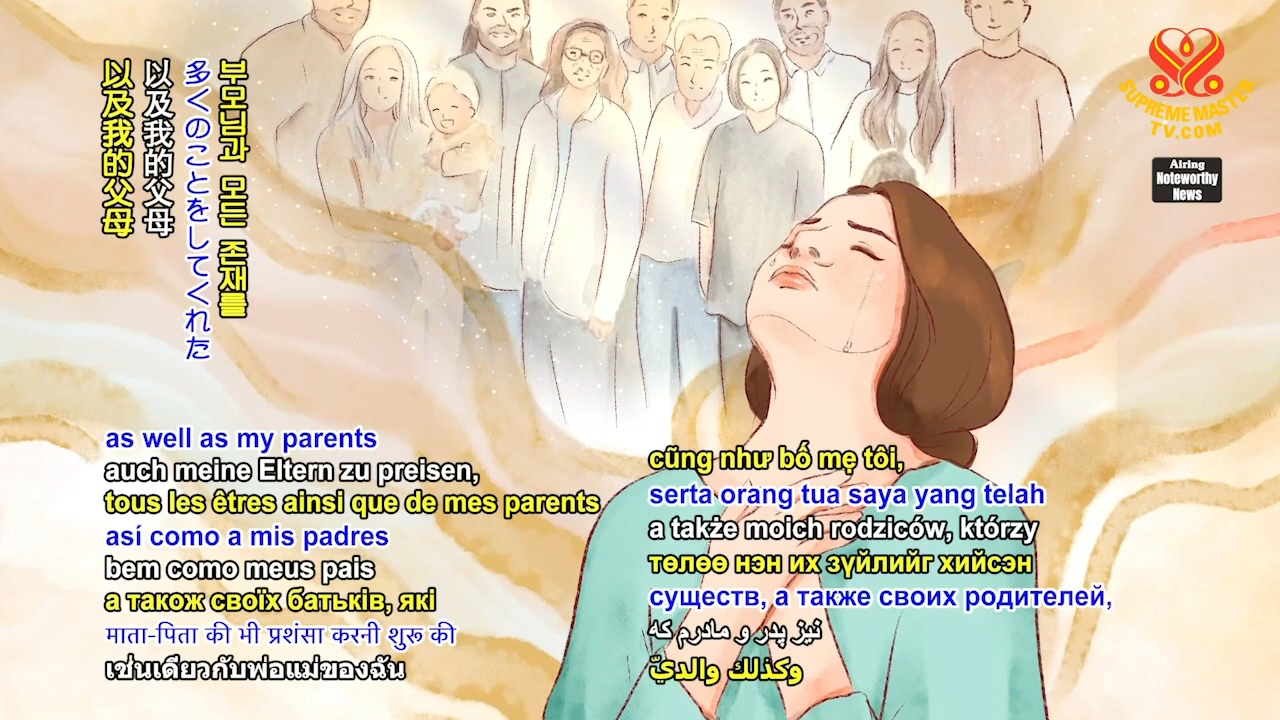 以及我的父母
以及我的父母
多くのことをしてくれた
부모님과 모든 존재를
SUPREME MASTER
TV.COM
Airing
Noteworthy
News
as well as my parents
auch meine Eltern zu preisen,
tous les êtres ainsi que de mes parents
así como a mis padres
bem como meus pais
а також своїх батьків, які
माता-पिता की भी प्रशंसा करनी शुरू की
เช่นเดียวกับพ่อแม่ของฉัน
cũng như bố mẹ tôi,
serta orang tua saya yang telah
a także moich rodziców, którzy
төлөө нэн их зүйлийг хийсэн
существ, а также своих родителей,
نیز پدر و مادرم که
وكذلك والديّ